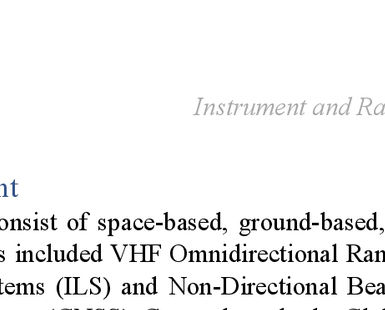 Instrument and Ra
nt
onsist of space-based, ground-based,
s included VHF Omnidirectional Ran
tems (ILS) and Non-Directional Bea